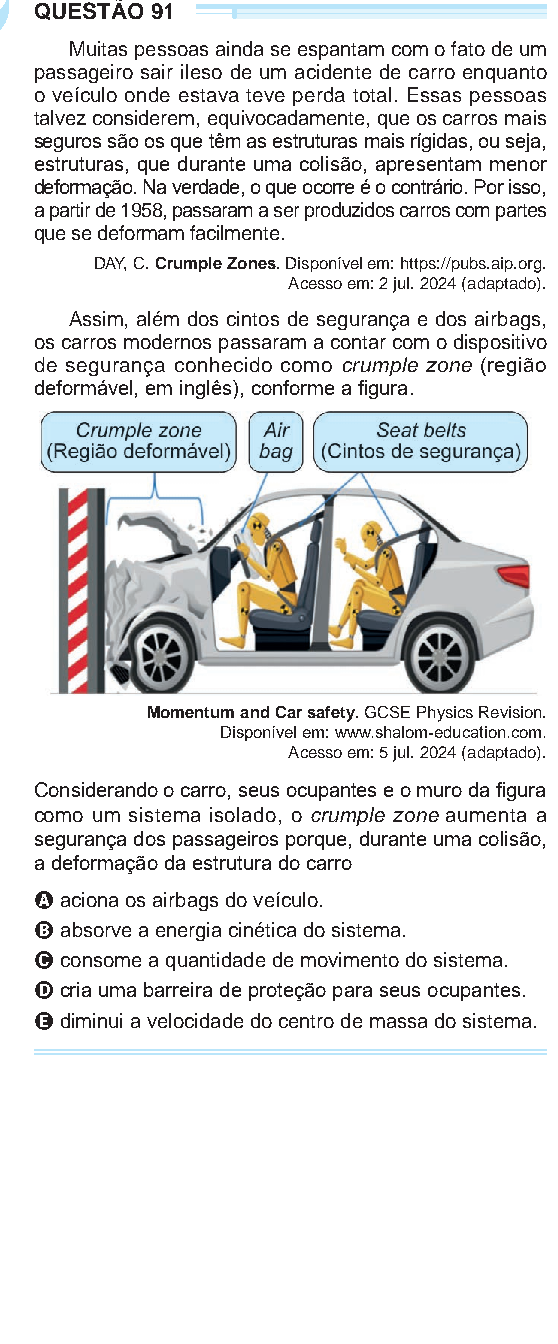 QUESTÃO 91
Muitas pessoas ainda se espantam com o fato de um
passageiro sair ileso de um acidente de carro enquanto
o veículo onde estava teve perda total. Essas pessoas
talvez considerem, equivocadamente, que os carros mais
seguros são os que têm as estruturas mais rígidas, ou seja,
estruturas, que durante uma colisão, apresentam menor
deformação. Na verdade, o que ocorre é o contrário. Por isso,
a partir de 1958, passaram a ser produzidos carros com partes
que se deformam facilmente.
DAY, C. Crumple Zones. Disponível em: https://pubs.aip.org.
Acesso em: 2 jul. 2024 (adaptado).
Assim, além dos cintos de segurança e dos airbags,
os carros modernos passaram a contar com o dispositivo
de segurança conhecido como crumple zone (região
deformável, em inglês), conforme a figura.
Crumple zone
(Região deformável)
Air
bag
Seat belts
(Cintos de segurança)
Momentum and Car safety. GCSE Physics Revision.
Disponível em: www.shalom-education.com.
Acesso em: 5 jul. 2024 (adaptado).
Considerando o carro, seus ocupantes e o muro da figura
como um sistema isolado, o crumple zone aumenta a
segurança dos passageiros porque, durante uma colisão,
a deformação da estrutura do carro
A aciona os airbags do veículo.
B absorve a energia cinética do sistema.
C consome a quantidade de movimento do sistema.
D cria uma barreira de proteção para seus ocupantes.
E diminui a velocidade do centro de massa do sistema.